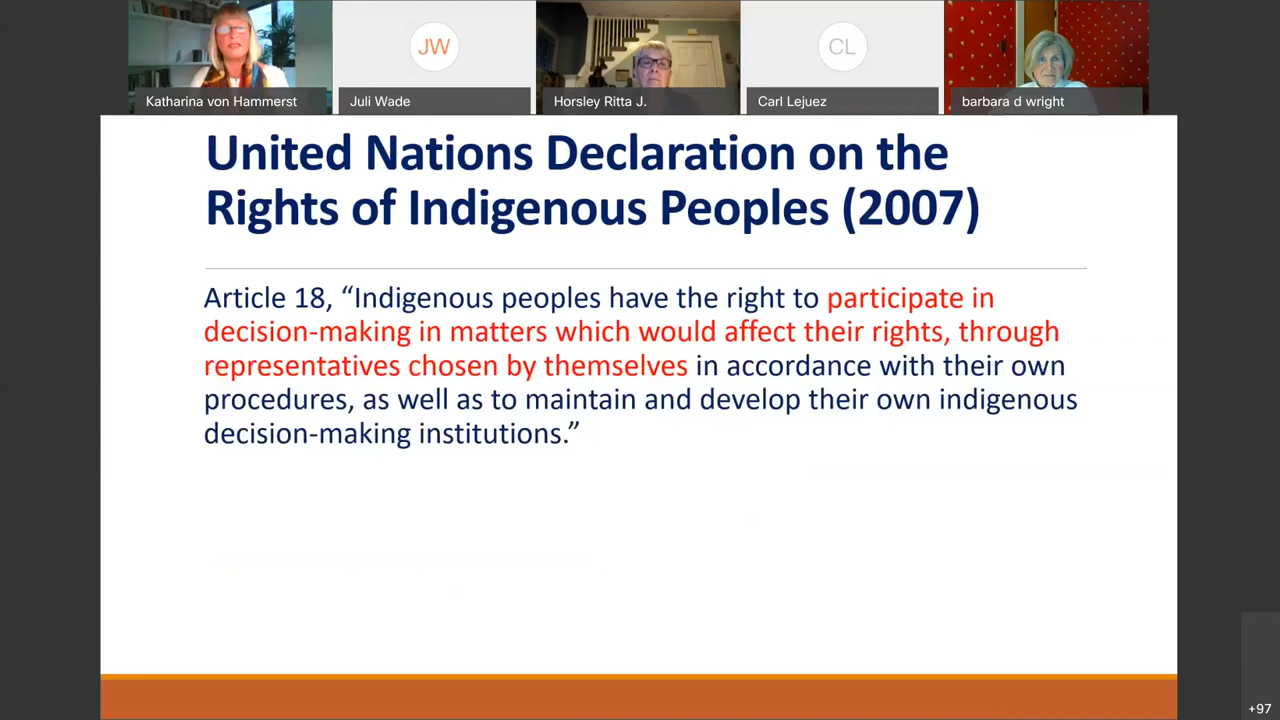 JW
CL
Katharina von Hammerst
Juli Wade
Horsley Ritta J.
Carl Lejuez
barbara d wright
United Nations Declaration on the
Rights of Indigenous Peoples (2007)
Article 18, “Indigenous peoples have the right to participate in
decision-making in matters which would affect their rights, through
representatives chosen by themselves in accordance with their own
procedures, as well as to maintain and develop their own indigenous
decision-making institutions.”
+97